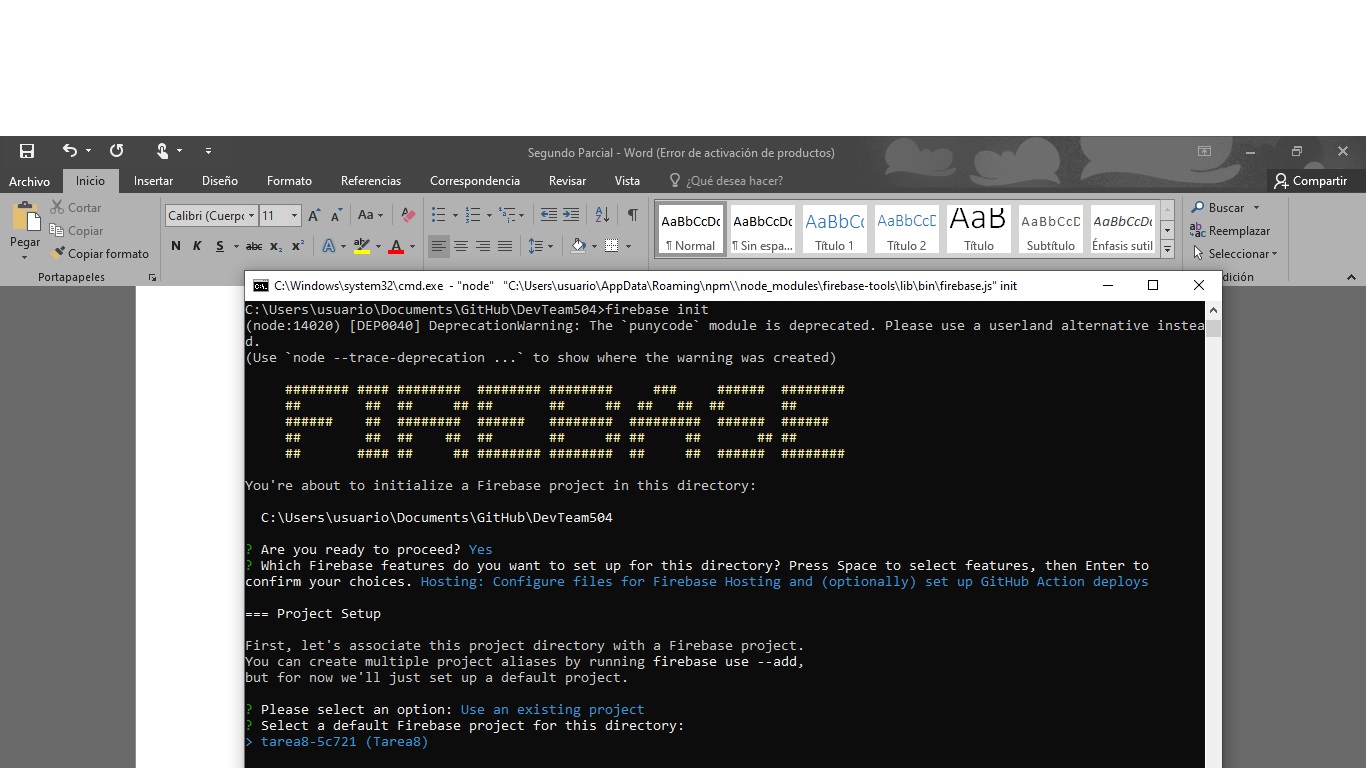 Segundo Parcial - Word (Error de activación de productos)
Archivo Inicio Insertar Diseño Formato Referencias Correspondencia Revisar Vista ¿Qué desea hacer? Compartir
Pegar
Cortar
Copiar
Copiar formato
Portapapeles
Calibri (Cuerpo 11 Aa
N K S abc x₂ x² A ab A
AaBbCcDc AaBbCcDc AaBbCc AaBbCcD AaB AaBbCcD AaBbCcDc
¶ Normal ¶ Sin espa... Título 1 Título 2 Título Subtítulo Énfasis sutil
Buscar
Reemplazar
Seleccionar
dición
C:\Windows\system32\cmd.exe - "node" "C:\Users\usuario\AppData\Roaming\npm\\node_modules\firebase-tools\lib\bin\firebase.js" init
C:\Users\usuario\Documents\GitHub\DevTeam504>firebase init
(node:14020) [DEP0040] DeprecationWarning: The `punycode` module is deprecated. Please use a userland alternative instea
d.
(Use `node --trace-deprecation ...` to show where the warning was created)
FIREBASE
You're about to initialize a Firebase project in this directory:
C:\Users\usuario\Documents\GitHub\DevTeam504
? Are you ready to proceed? Yes
? Which Firebase features do you want to set up for this directory? Press Space to select features, then Enter to
confirm your choices. Hosting: Configure files for Firebase Hosting and (optionally) set up GitHub Action deploys
=== Project Setup
First, let's associate this project directory with a Firebase project.
You can create multiple project aliases by running firebase use --add,
but for now we'll just set up a default project.
? Please select an option: Use an existing project
? Select a default Firebase project for this directory:
> tarea8-5c721 (Tarea8)